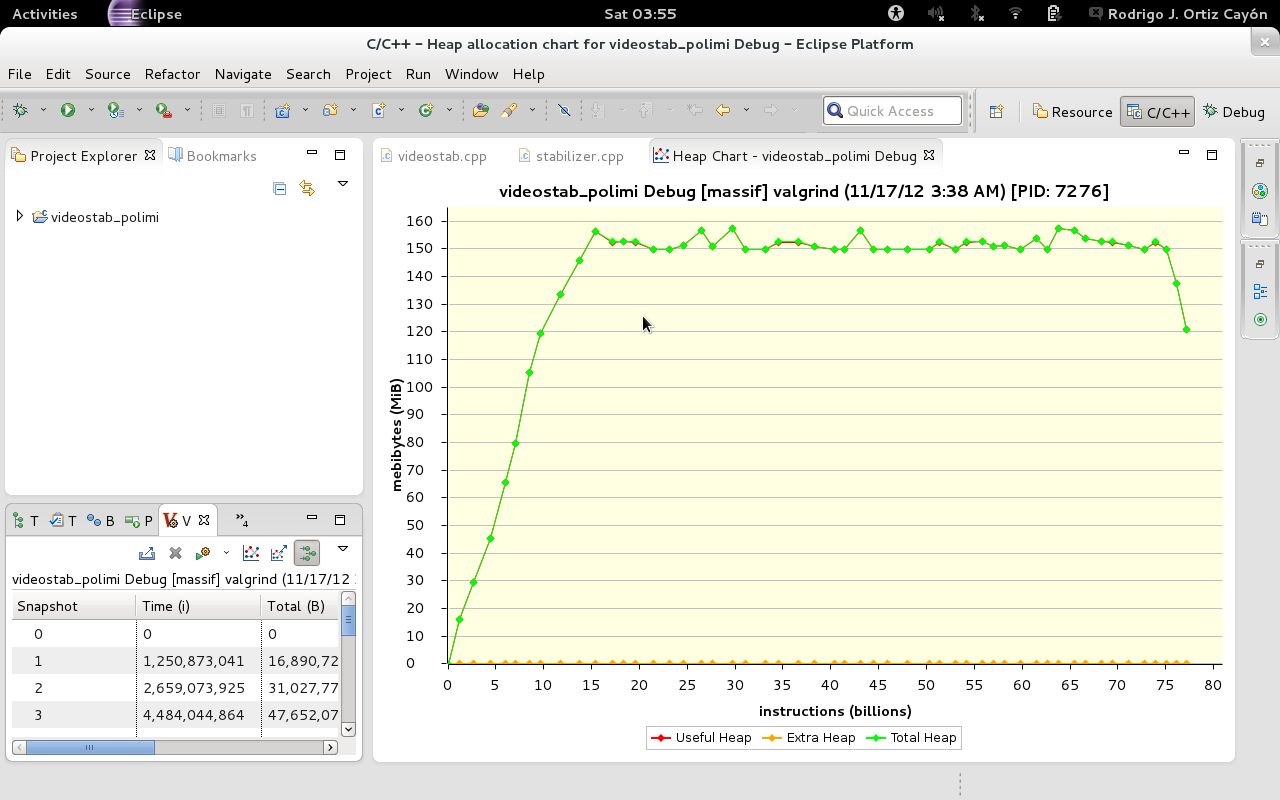 Activities Eclipse Sat 03:55 Rodrigo J. Ortiz Cayón
C/C++ - Heap allocation chart for videostab_polimi Debug - Eclipse Platform
File Edit Source Refactor Navigate Search Project Run Window Help
Quick Access Resource C/C++ Debug
Project Explorer Bookmarks
videostab_polimi
T T B P V 4
videostab_polimi Debug [massif] valgrind (11/17/12
Snapshot Time (i) Total (B)
0 0 0
1 1,250,873,041 16,890,72
2 2,659,073,925 31,027,77
3 4,484,044,864 47,652,07
videostab.cpp stabilizer.cpp Heap Chart - videostab_polimi Debug
videostab_polimi Debug [massif] valgrind (11/17/12 3:38 AM) [PID: 7276]
mebibytes (MiB)
160
150
140
130
120
110
100
90
80
70
60
50
40
30
20
10
0
0 5 10 15 20 25 30 35 40 45 50 55 60 65 70 75 80
instructions (billions)
Useful Heap Extra Heap Total Heap